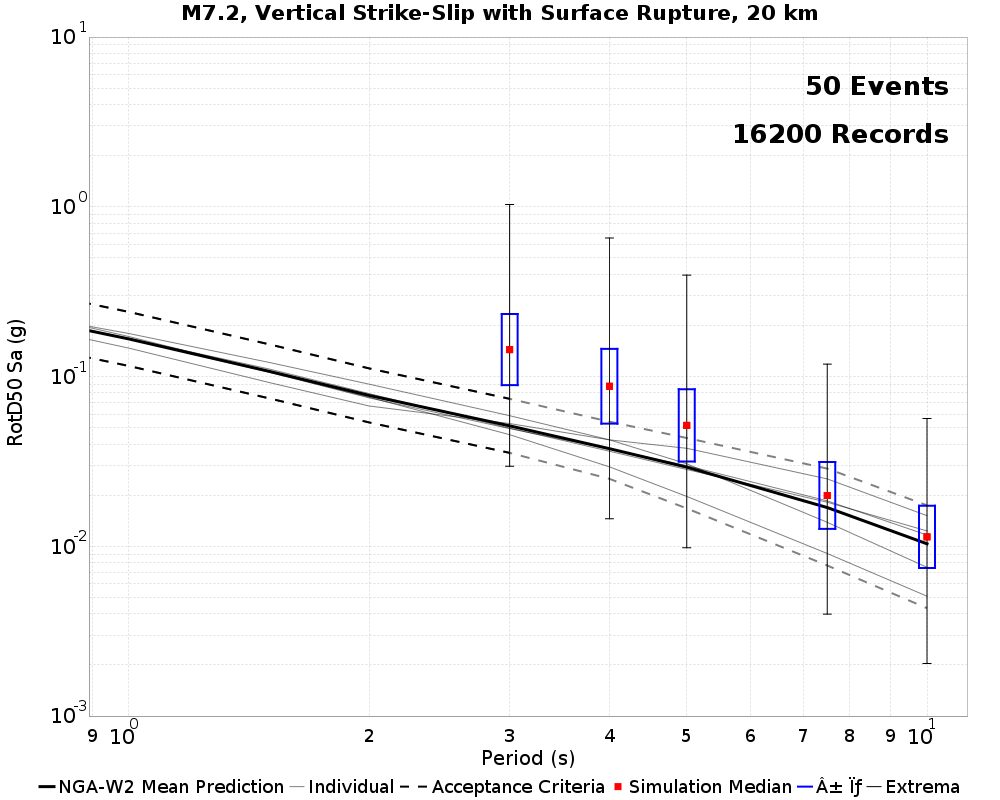 M7.2, Vertical Strike-Slip with Surface Rupture, 20 km
10^1
50 Events
16200 Records
10^0
10^-1
10^-2
10^-3
RotD50 Sa (g)
9 10^0 2 3 4 5 6 7 8 9 10^1
Period (s)
NGA-W2 Mean Prediction Individual Acceptance Criteria Simulation Median Â± Ïƒ Extrema